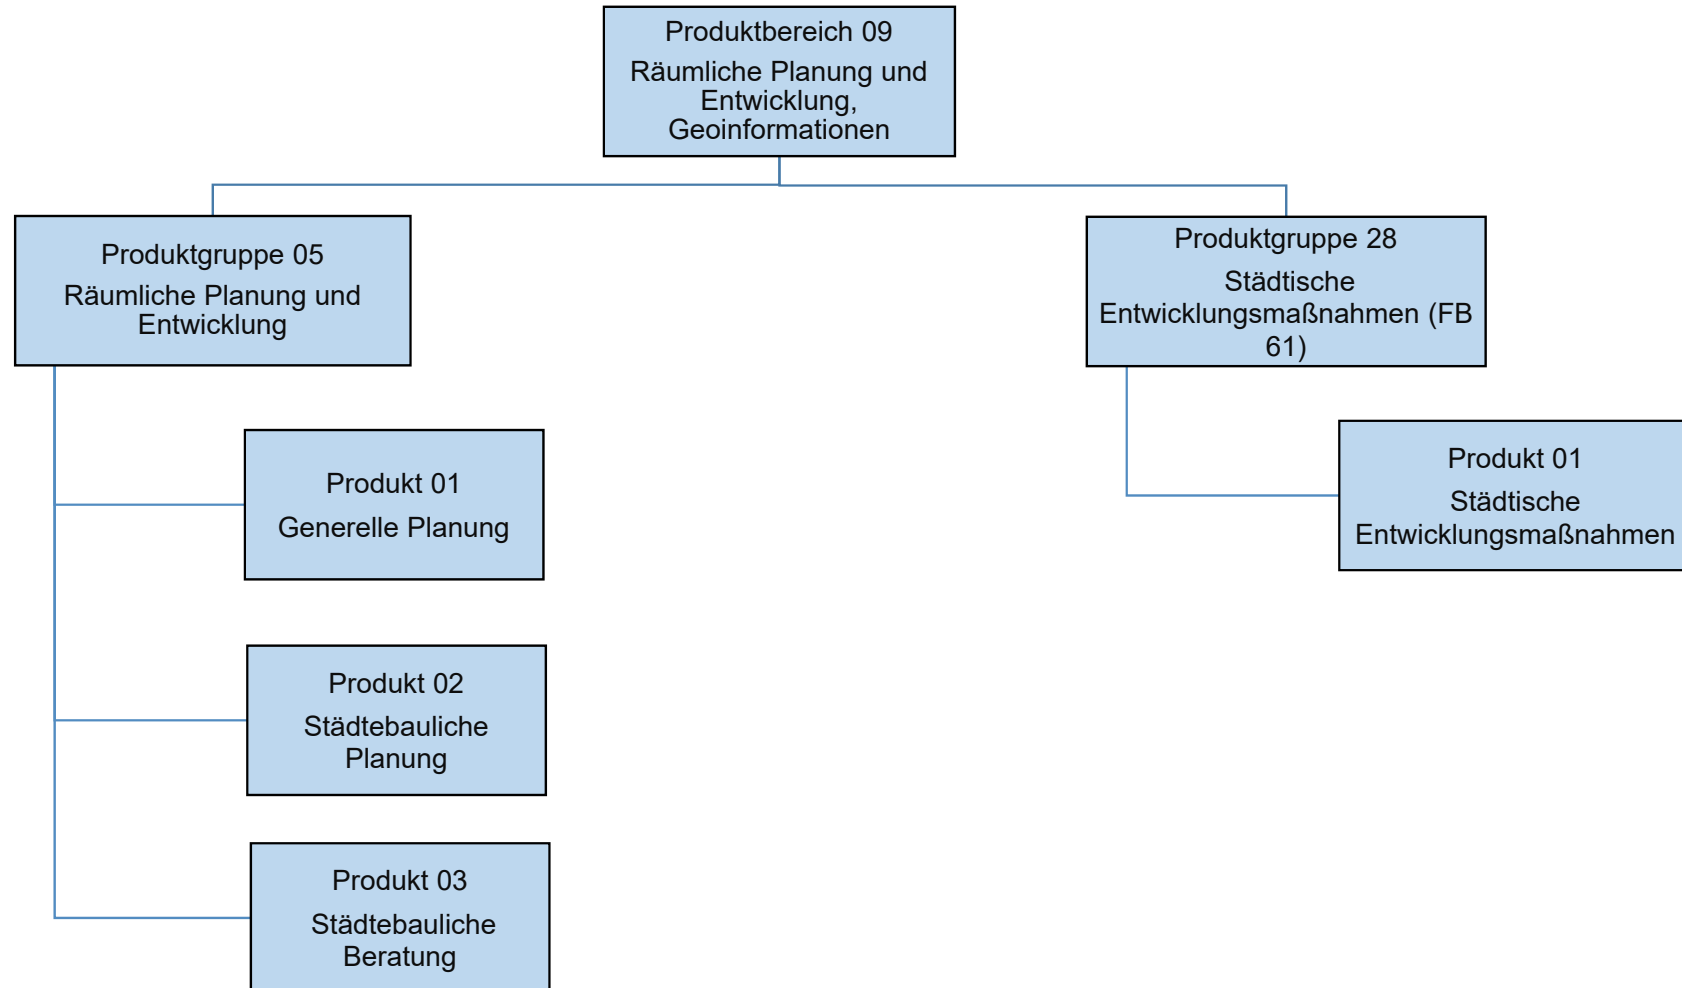 Produktbereich 09
Räumliche Planung und
Entwicklung,
Geoinformationen
Produktgruppe 05
Räumliche Planung und
Entwicklung
Produktgruppe 28
Städtische
Entwicklungsmaßnahmen (FB
61)
Produkt 01
Generelle Planung
Produkt 02
Städtebauliche
Planung
Produkt 03
Städtebauliche
Beratung
Produkt 01
Städtische
Entwicklungsmaßnahmen